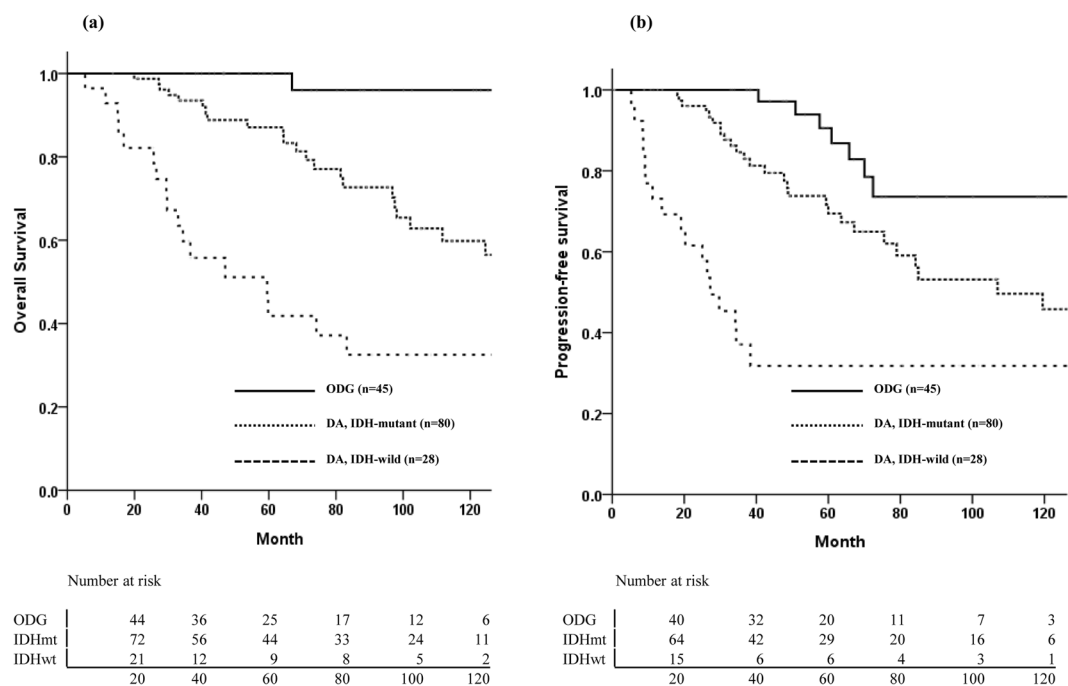 (a)
1.0
0.8
0.6
0.4
0.2
0.0
Overall Survival
ODG (n=45)
DA, IDH-mutant (n=80)
DA, IDH-wild (n=28)
0 20 40 60 80 100 120
Month
Number at risk
ODG 44 36 25 17 12 6
IDHmt 72 56 44 33 24 11
IDHwt 21 12 9 8 5 2
20 40 60 80 100 120
(b)
1.0
0.8
0.6
0.4
0.2
0.0
Progression-free survival
ODG (n=45)
DA, IDH-mutant (n=80)
DA, IDH-wild (n=28)
0 20 40 60 80 100 120
Month
Number at risk
ODG 40 32 20 11 7 3
IDHmt 64 42 29 20 16 6
IDHwt 15 6 6 4 3 1
20 40 60 80 100 120